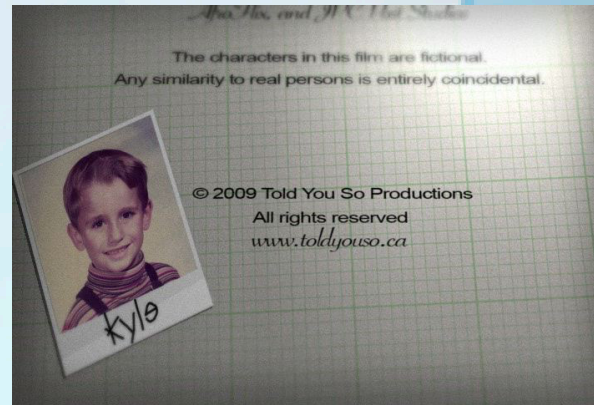 and
The characters in this film are fictional.
Any similarity to real persons is entirely coincidental.
© 2009 Told You So Productions
All rights reserved
www.toldyouso.ca
kyle